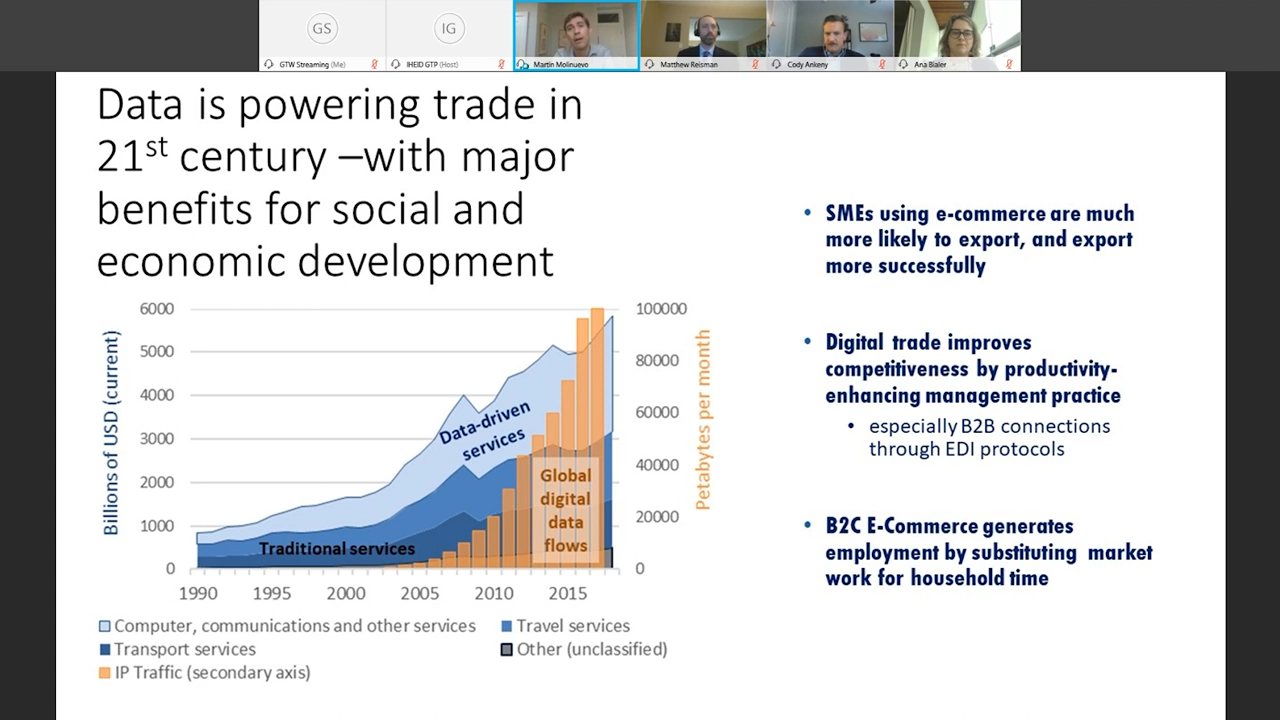 GS
IG
GTW Streaming (Me)
IHEID GTP (Host)
Martin Molinuevo
Matthew Reisman
Cody Ankeny
Ana Bialer
Data is powering trade in
21st century –with major
benefits for social and
economic development
6000
5000
4000
3000
2000
1000
0
Billions of USD (current)
100000
80000
60000
40000
20000
0
Petabytes per month
Data-driven
services
Global
digital
data
flows
Traditional services
1990
1995
2000
2005
2010
2015
Computer, communications and other services
Travel services
Transport services
Other (unclassified)
IP Traffic (secondary axis)
• SMEs using e-commerce are much
more likely to export, and export
more successfully
• Digital trade improves
competitiveness by productivity-
enhancing management practice
• especially B2B connections
through EDI protocols
• B2C E-Commerce generates
employment by substituting market
work for household time